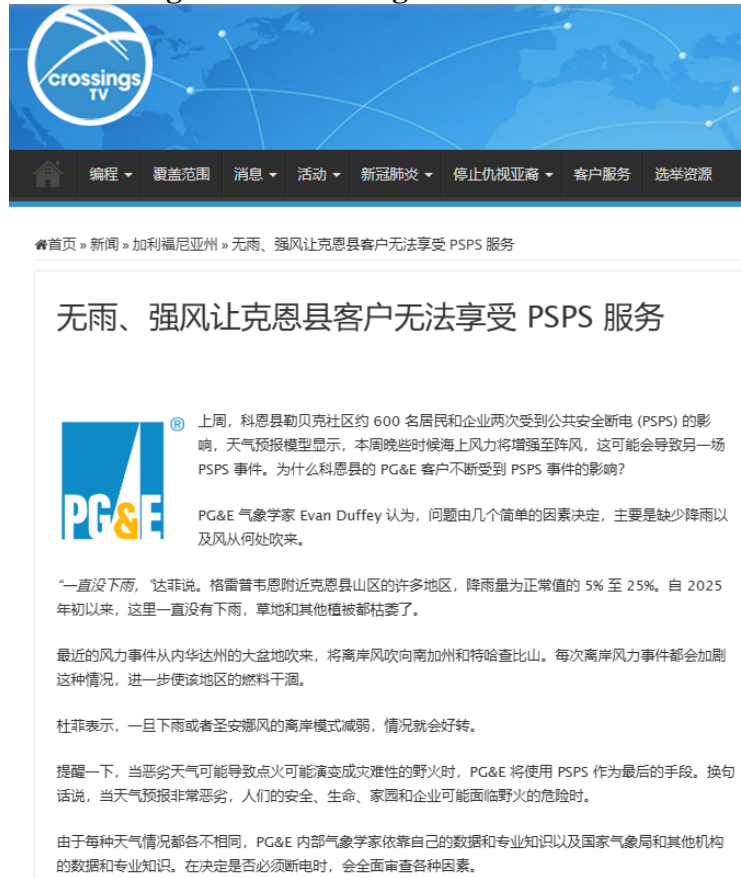 crossings
TV
编程 覆盖范围 消息 活动 新冠肺炎 停止仇视亚裔 客户服务 选举资源
首页 » 新闻 » 加利福尼亚州 » 无雨、强风让克恩县客户无法享受 PSPS 服务
无雨、强风让克恩县客户无法享受 PSPS 服务
PG&E®
上周，科恩县勒贝克社区约 600 名居民和企业两次受到公共安全断电 (PSPS) 的影
响，天气预报模型显示，本周晚些时候海上风力将增强至阵风，这可能会导致另一场
PSPS 事件。为什么科恩县的 PG&E 客户不断受到 PSPS 事件的影响？
PG&E 气象学家 Evan Duffey 认为，问题由几个简单的因素决定，主要是缺少降雨以
及风从何处吹来。
“一直没下雨，”达菲说。格雷普韦恩附近克恩县山区的许多地区，降雨量为正常值的 5% 至 25%。自 2025
年初以来，这里一直没有下雨，草地和其他植被都枯萎了。
最近的风力事件从内华达州的大盆地吹来，将离岸风吹向南加州和特哈查比山。每次离岸风力事件都会加剧
这种情况，进一步使该地区的燃料干涸。
杜菲表示，一旦下雨或者圣安娜风的离岸模式减弱，情况就会好转。
提醒一下，当恶劣天气可能导致点火可能演变成灾难性的野火时，PG&E 将使用 PSPS 作为最后的手段。换句
话说，当天气预报非常恶劣，人们的安全、生命、家园和企业可能面临野火的危险时。
由于每种天气情况都各不相同，PG&E 内部气象学家依靠自己的数据和专业知识以及国家气象局和其他机构
的数据和专业知识。在决定是否必须断电时，会全面审查各种因素。